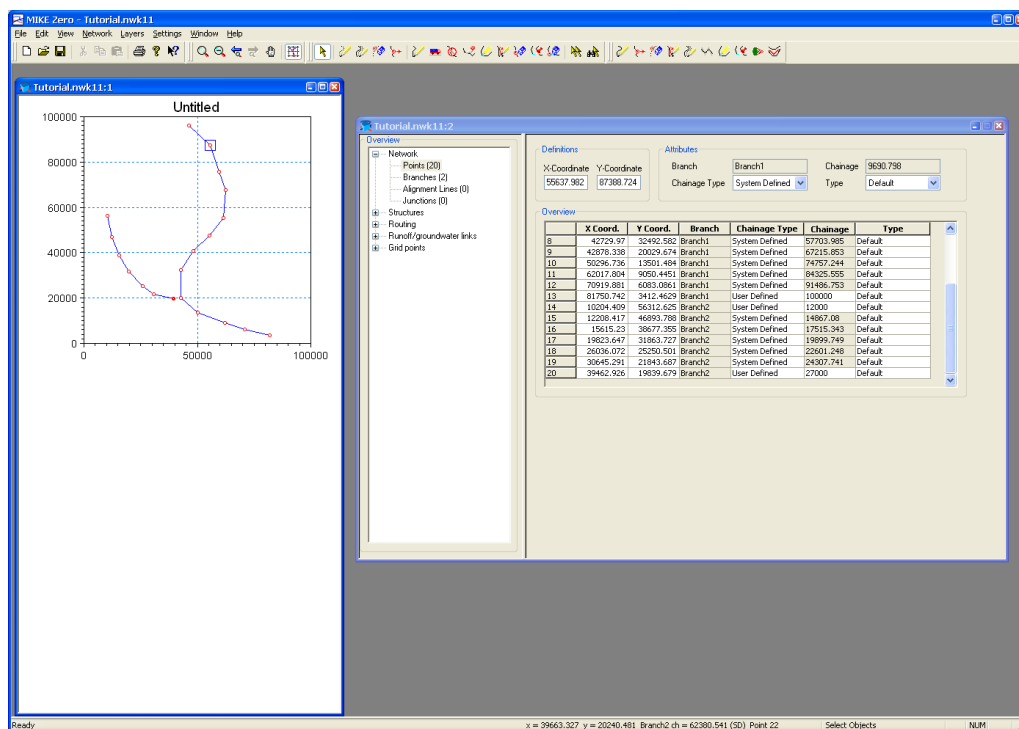 MIKE Zero - Tutorial.nwk11
File Edit View Network Layers Settings Window Help
Tutorial.nwk11:1
Untitled
100000
80000
60000
40000
20000
0
0 50000 100000
Tutorial.nwk11:2
Overview
Network
Points (20)
Branches (2)
Alignment Lines (0)
Junctions (0)
Structures
Routing
Runoff/groundwater links
Grid points
Definitions
X-Coordinate Y-Coordinate
55637.982 87388.724
Attributes
Branch Branch1 Chainage 9690.798
Chainage Type System Defined Type Default
Overview
X Coord. Y Coord. Branch Chainage Type Chainage Type
8 42729.97 32492.582 Branch1 System Defined 57703.985 Default
9 42878.338 20029.674 Branch1 System Defined 67215.853 Default
10 50296.736 13501.484 Branch1 System Defined 74757.244 Default
11 62017.804 9050.4451 Branch1 System Defined 84325.555 Default
12 70919.881 6083.0861 Branch1 System Defined 91486.753 Default
13 81750.742 3412.4629 Branch1 User Defined 100000 Default
14 10204.409 56312.625 Branch2 User Defined 12000 Default
15 12208.417 46893.788 Branch2 System Defined 14867.08 Default
16 15615.23 38677.355 Branch2 System Defined 17515.343 Default
17 19823.647 31863.727 Branch2 System Defined 19899.749 Default
18 26036.072 25250.501 Branch2 System Defined 22601.248 Default
19 30645.291 21843.687 Branch2 System Defined 24307.741 Default
20 39462.926 19839.679 Branch2 User Defined 27000 Default
Ready x = 39663.327 y = 20240.481 Branch2 ch = 62380.541 (SD) Point 22 Select Objects NUM